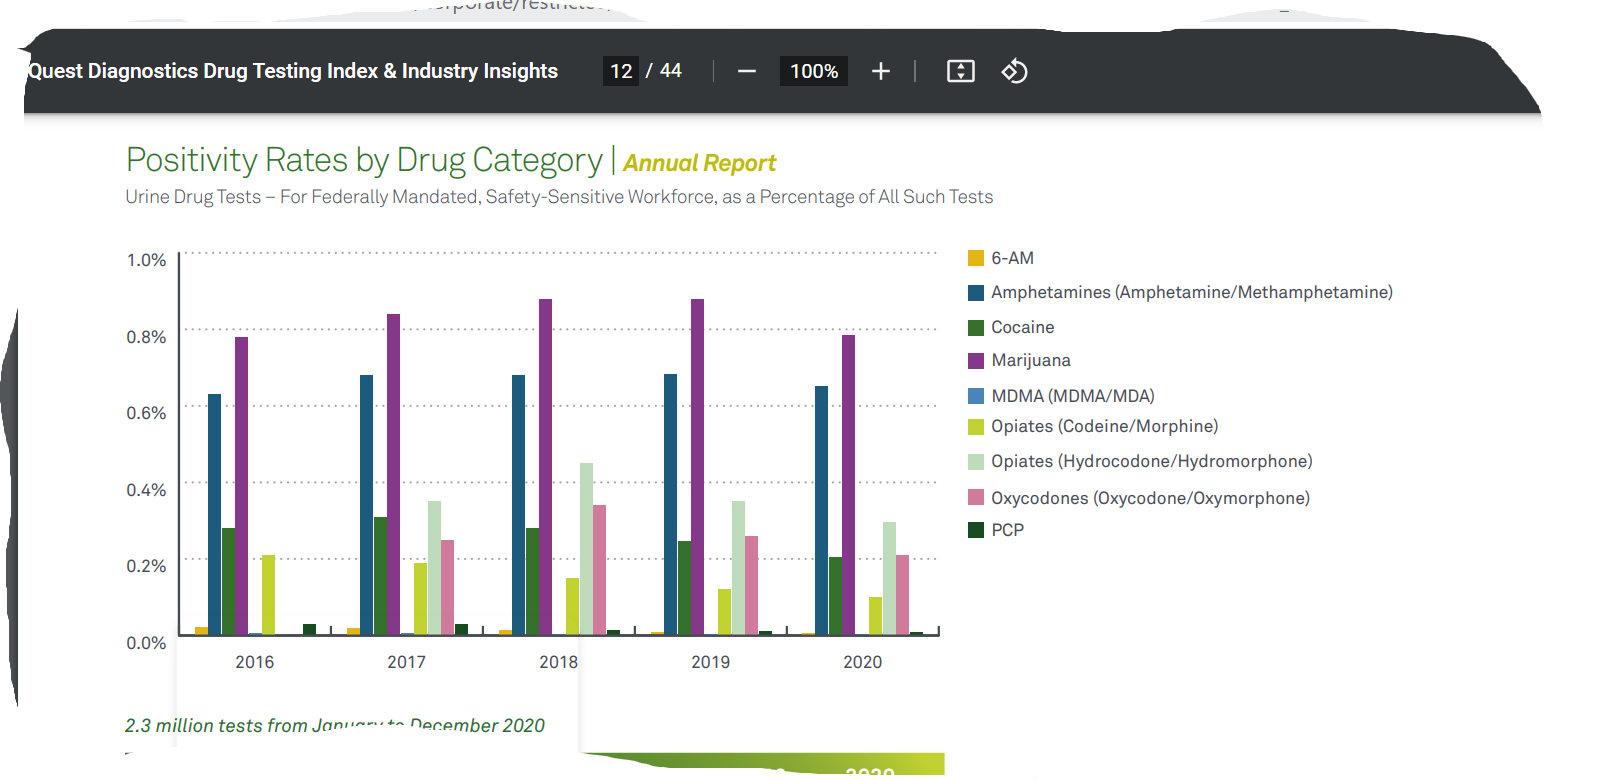 Quest Diagnostics Drug Testing Index & Industry Insights 12 / 44 100%
Positivity Rates by Drug Category | Annual Report
Urine Drug Tests – For Federally Mandated, Safety-Sensitive Workforce, as a Percentage of All Such Tests
1.0%
0.8%
0.6%
0.4%
0.2%
0.0%
2016 2017 2018 2019 2020
6-AM
Amphetamines (Amphetamine/Methamphetamine)
Cocaine
Marijuana
MDMA (MDMA/MDA)
Opiates (Codeine/Morphine)
Opiates (Hydrocodone/Hydromorphone)
Oxycodones (Oxycodone/Oxymorphone)
PCP
2.3 million tests from January to December 2020
2020